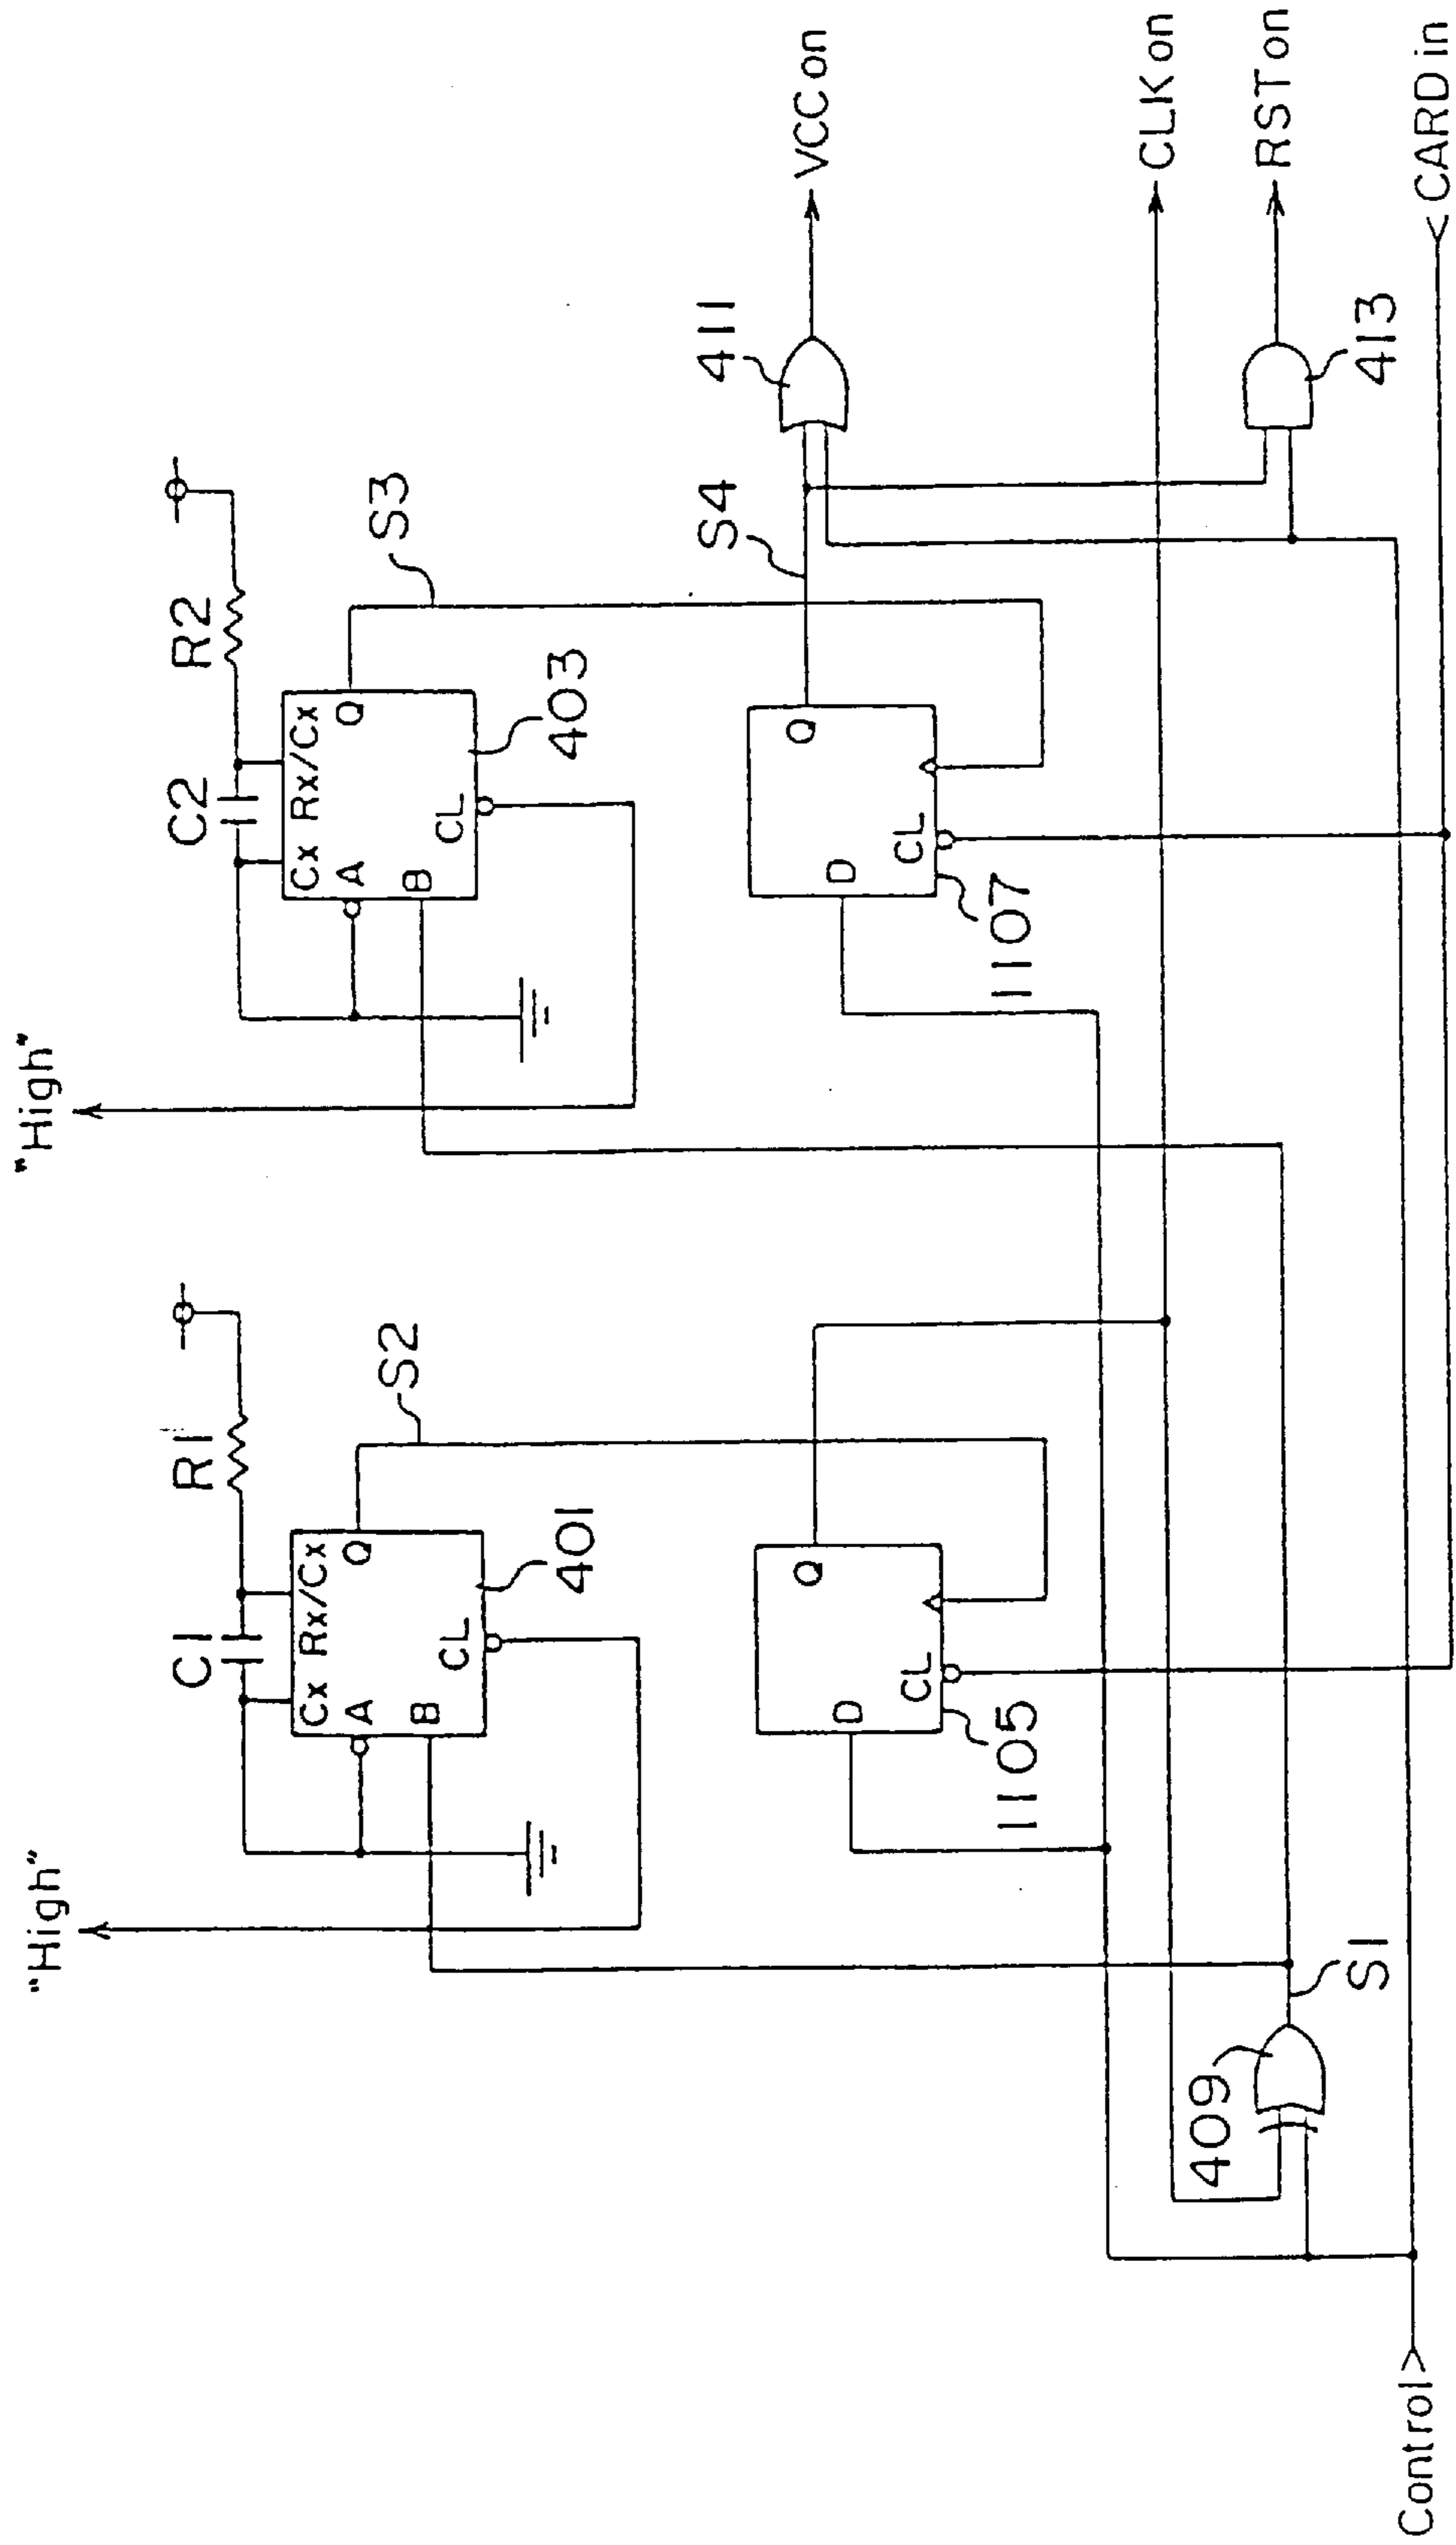 "High"
"High"
C1
R1
C2
R2
Cx
Rx/Cx
A
Q
B
CL
401
S2
Cx
Rx/Cx
A
Q
B
CL
403
S3
D
Q
CL
1105
D
Q
CL
1107
S4
411
VCC on
CLK on
409
S1
413
RST on
Control>
<CARD in